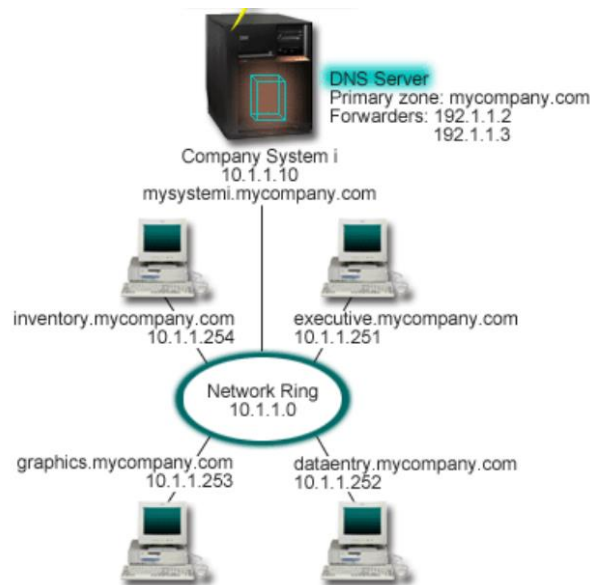 DNS Server
Primary zone: mycompany.com
Forwarders: 192.1.1.2
192.1.1.3
Company System i
10.1.1.10
mysystemi.mycompany.com
inventory.mycompany.com
10.1.1.254
executive.mycompany.com
10.1.1.251
Network Ring
10.1.1.0
graphics.mycompany.com
10.1.1.253
dataentry.mycompany.com
10.1.1.252